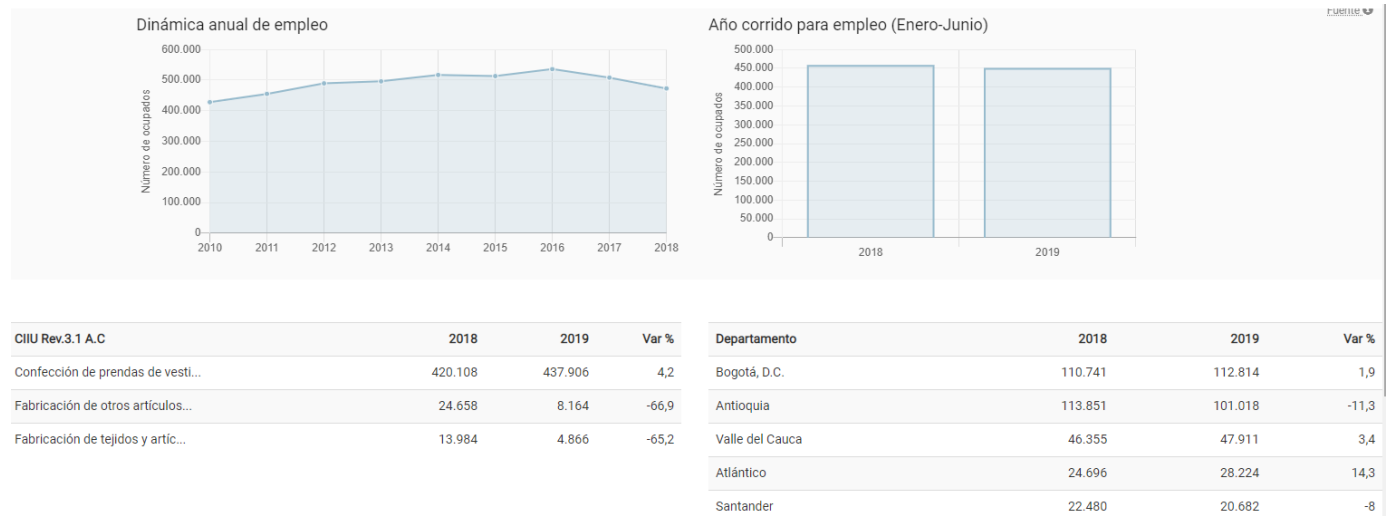 Fuente
Dinámica anual de empleo
Número de ocupados
600.000
500.000
400.000
300.000
200.000
100.000
0
2010 2011 2012 2013 2014 2015 2016 2017 2018
Año corrido para empleo (Enero-Junio)
Número de ocupados
500.000
450.000
400.000
350.000
300.000
250.000
200.000
150.000
100.000
50.000
0
2018 2019
CIIU Rev.3.1 A.C 2018 2019 Var %
Confección de prendas de vesti... 420.108 437.906 4,2
Fabricación de otros artículos... 24.658 8.164 -66,9
Fabricación de tejidos y artíc... 13.984 4.866 -65,2
Departamento 2018 2019 Var %
Bogotá, D.C. 110.741 112.814 1,9
Antioquia 113.851 101.018 -11,3
Valle del Cauca 46.355 47.911 3,4
Atlántico 24.696 28.224 14,3
Santander 22.480 20.682 -8